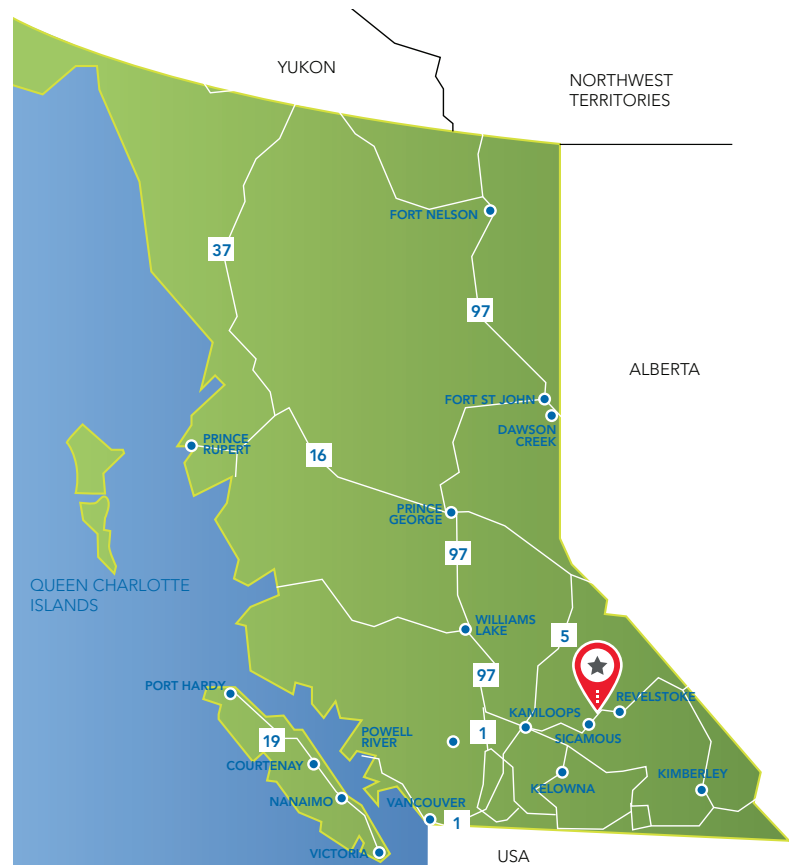 YUKON
NORTHWEST
TERRITORIES
FORT NELSON
37
97
ALBERTA
FORT ST JOHN
DAWSON
CREEK
PRINCE
RUPERT
16
PRINCE
GEORGE
97
QUEEN CHARLOTTE
ISLANDS
WILLIAMS
LAKE
5
97
PORT HARDY
REVELSTOKE
KAMLOOPS
POWELL
RIVER
1
SICAMOUS
19
COURTENAY
KIMBERLEY
KELOWNA
NANAIMO
VANCOUVER
1
VICTORIA
USA